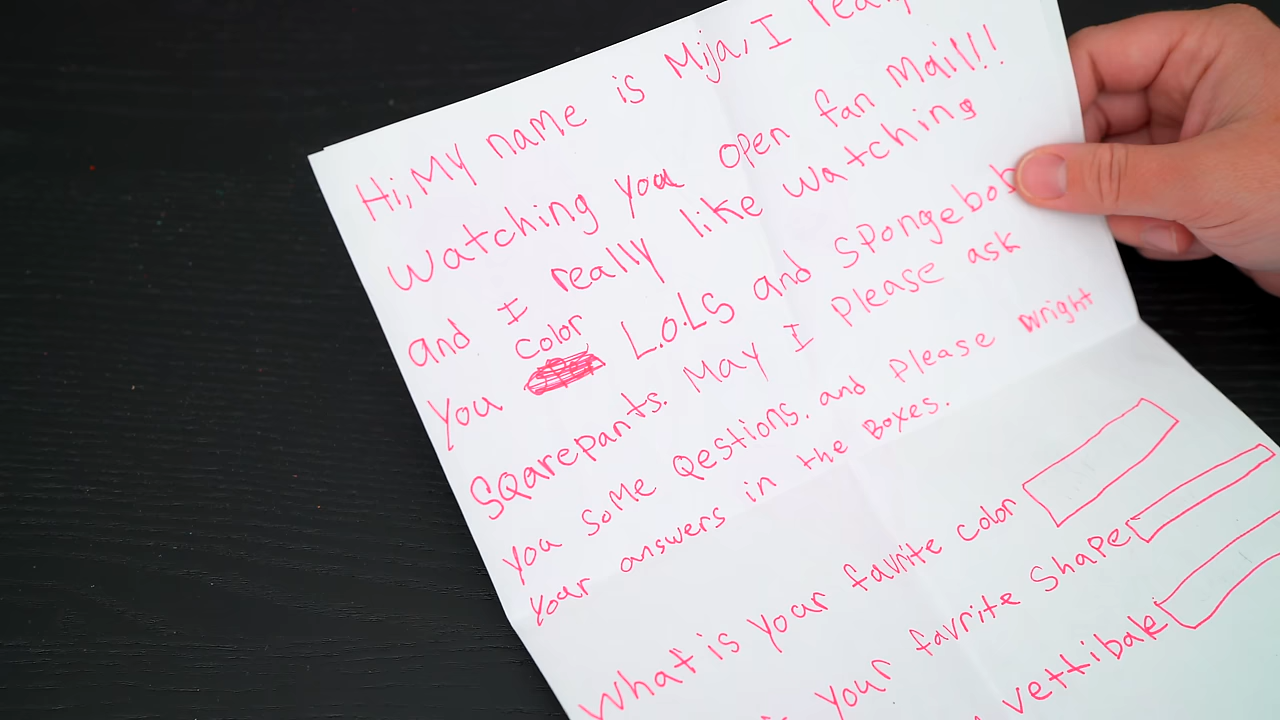 Hi, My name is Mija, I really
watching you open fan Mail!!
and I really like watching
you color L.O.LS and SPongebob
SQarePants. May I Please ask
you SoMe Qestions. and Please wright
your answers in the Boxes.
What is your favrite color
your favrite Shape
vettibale